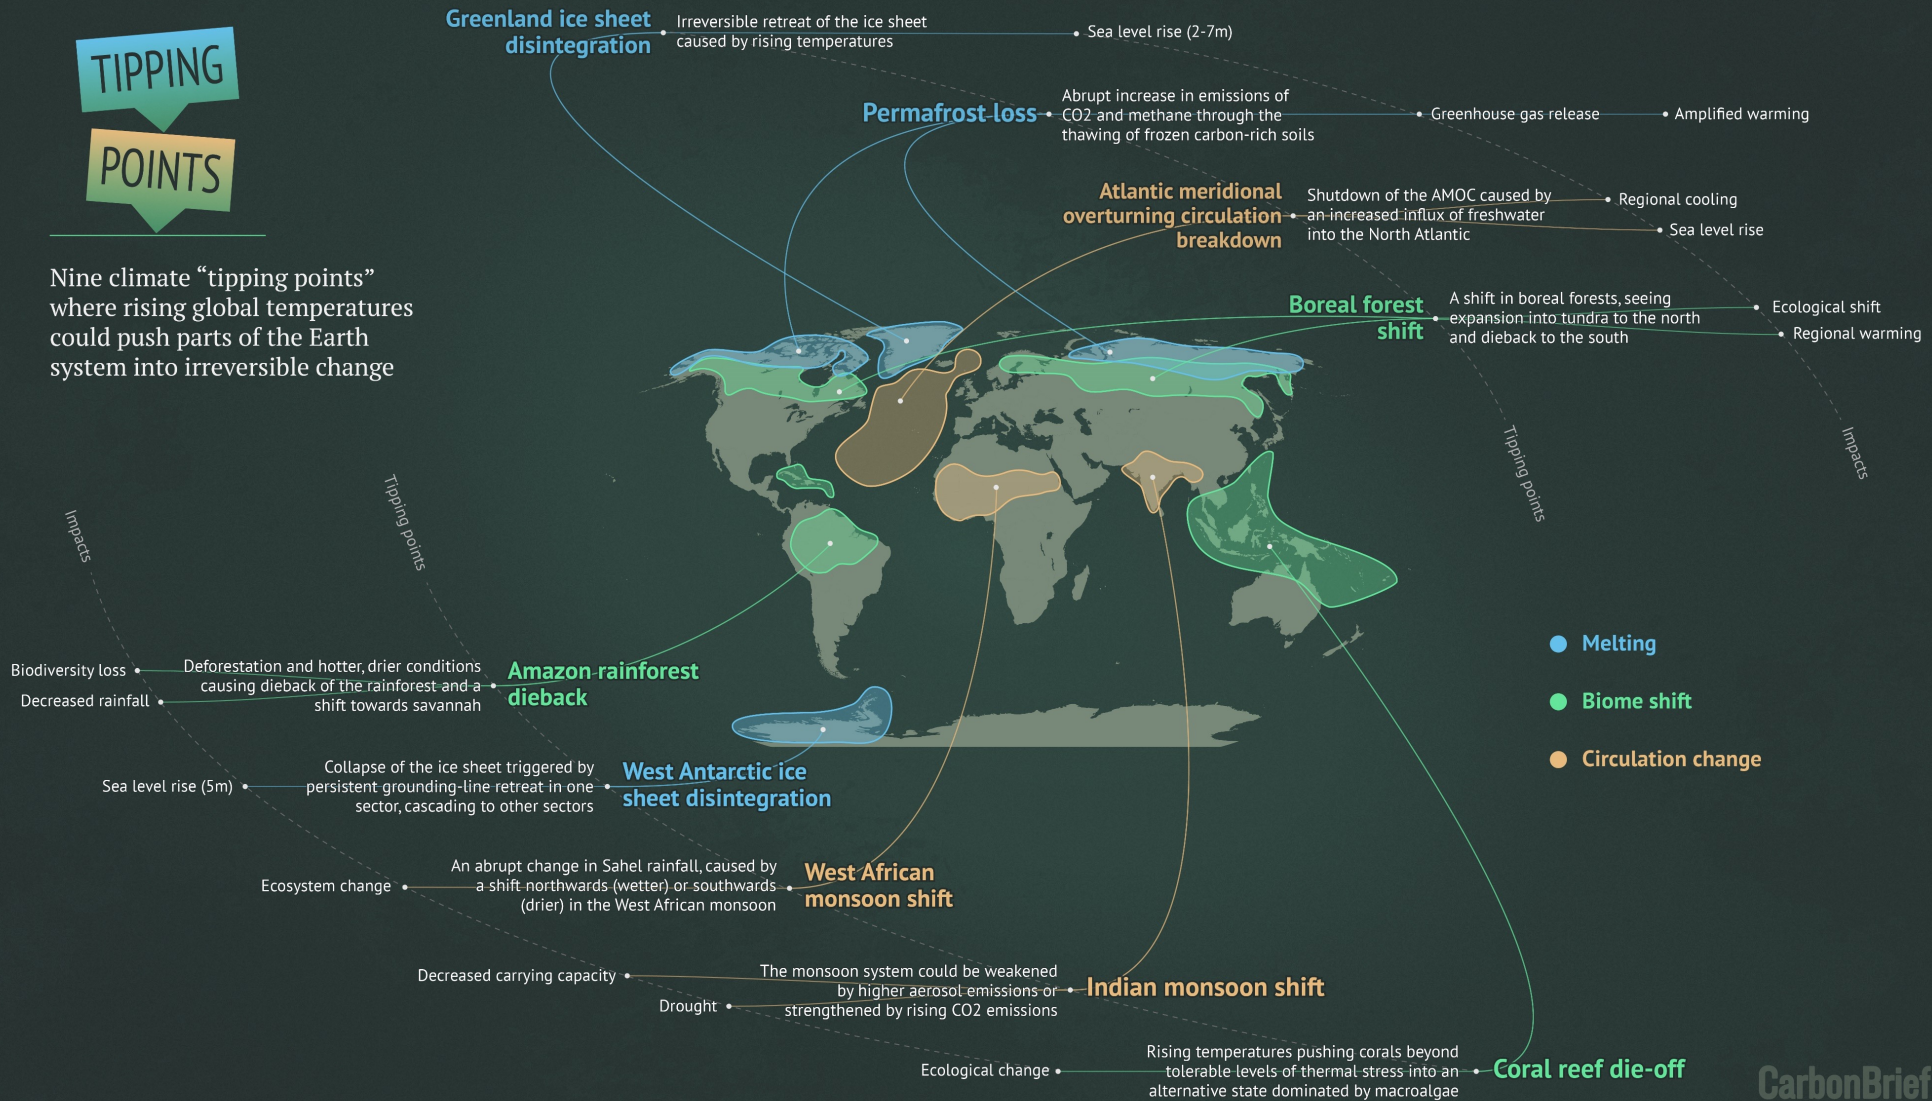 TIPPING
POINTS
Nine climate “tipping points”
where rising global temperatures
could push parts of the Earth
system into irreversible change
Greenland ice sheet
disintegration
Irreversible retreat of the ice sheet
caused by rising temperatures
Sea level rise (2-7m)
Permafrost loss
Abrupt increase in emissions of
CO2 and methane through the
thawing of frozen carbon-rich soils
Greenhouse gas release
Amplified warming
Atlantic meridional
overturning circulation
breakdown
Shutdown of the AMOC caused by
an increased influx of freshwater
into the North Atlantic
Regional cooling
Sea level rise
Boreal forest
shift
A shift in boreal forests, seeing
expansion into tundra to the north
and dieback to the south
Ecological shift
Regional warming
Tipping points
Impacts
Impacts
Tipping points
Melting
Biome shift
Circulation change
Biodiversity loss
Decreased rainfall
Deforestation and hotter, drier conditions
causing dieback of the rainforest and a
shift towards savannah
Amazon rainforest
dieback
Sea level rise (5m)
Collapse of the ice sheet triggered by
persistent grounding-line retreat in one
sector, cascading to other sectors
West Antarctic ice
sheet disintegration
Ecosystem change
An abrupt change in Sahel rainfall, caused by
a shift northwards (wetter) or southwards
(drier) in the West African monsoon
West African
monsoon shift
Decreased carrying capacity
Drought
The monsoon system could be weakened
by higher aerosol emissions or
strengthened by rising CO2 emissions
Indian monsoon shift
Ecological change
Rising temperatures pushing corals beyond
tolerable levels of thermal stress into an
alternative state dominated by macroalgae
Coral reef die-off
CarbonBrief